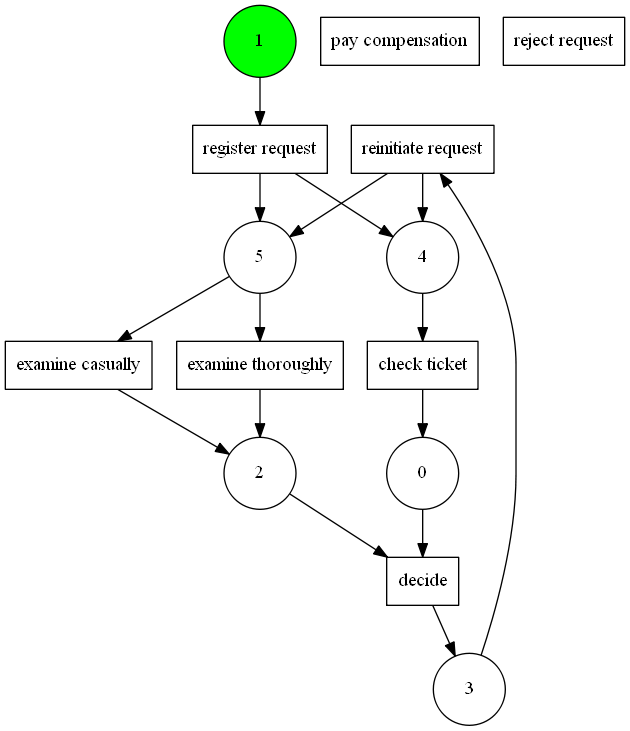 1
pay compensation
reject request
register request
reinitiate request
5
4
examine casually
examine thoroughly
check ticket
2
0
decide
3